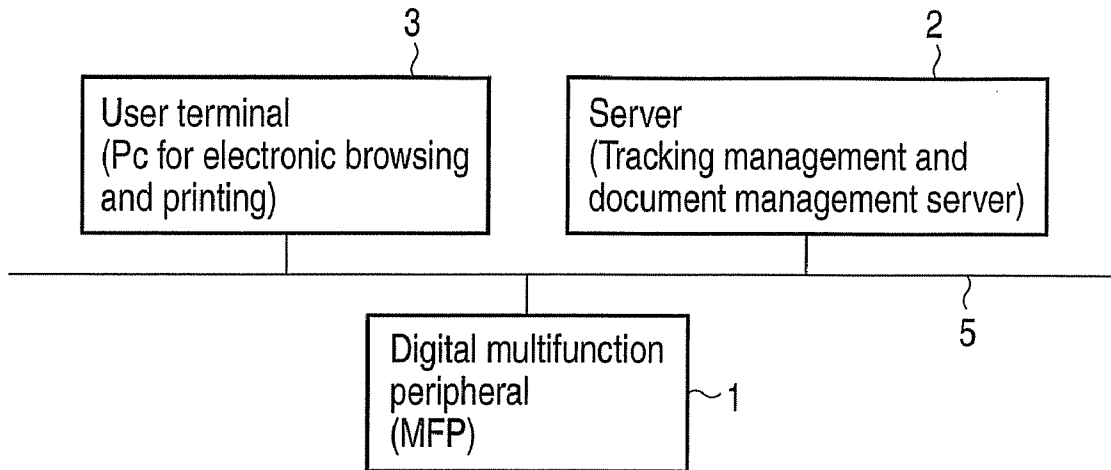 3
User terminal
(Pc for electronic browsing
and printing)
2
Server
(Tracking management and
document management server)
5
Digital multifunction
peripheral
(MFP)
1